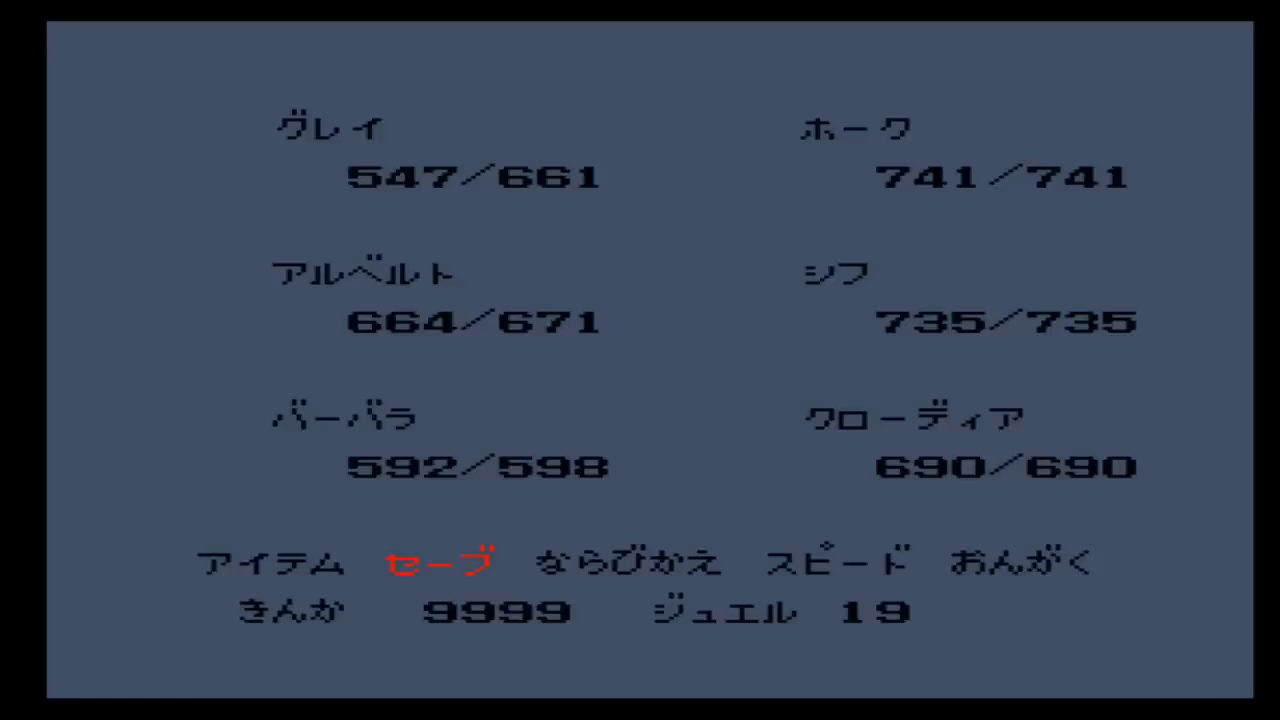 グレイ ホーク
547/661 741/741
アルベルト シフ
664/671 735/735
バーバラ クローディア
592/598 690/690
アイテム セーブ ならびかえ スピード おんがく
きんか 9999 ジュエル 19